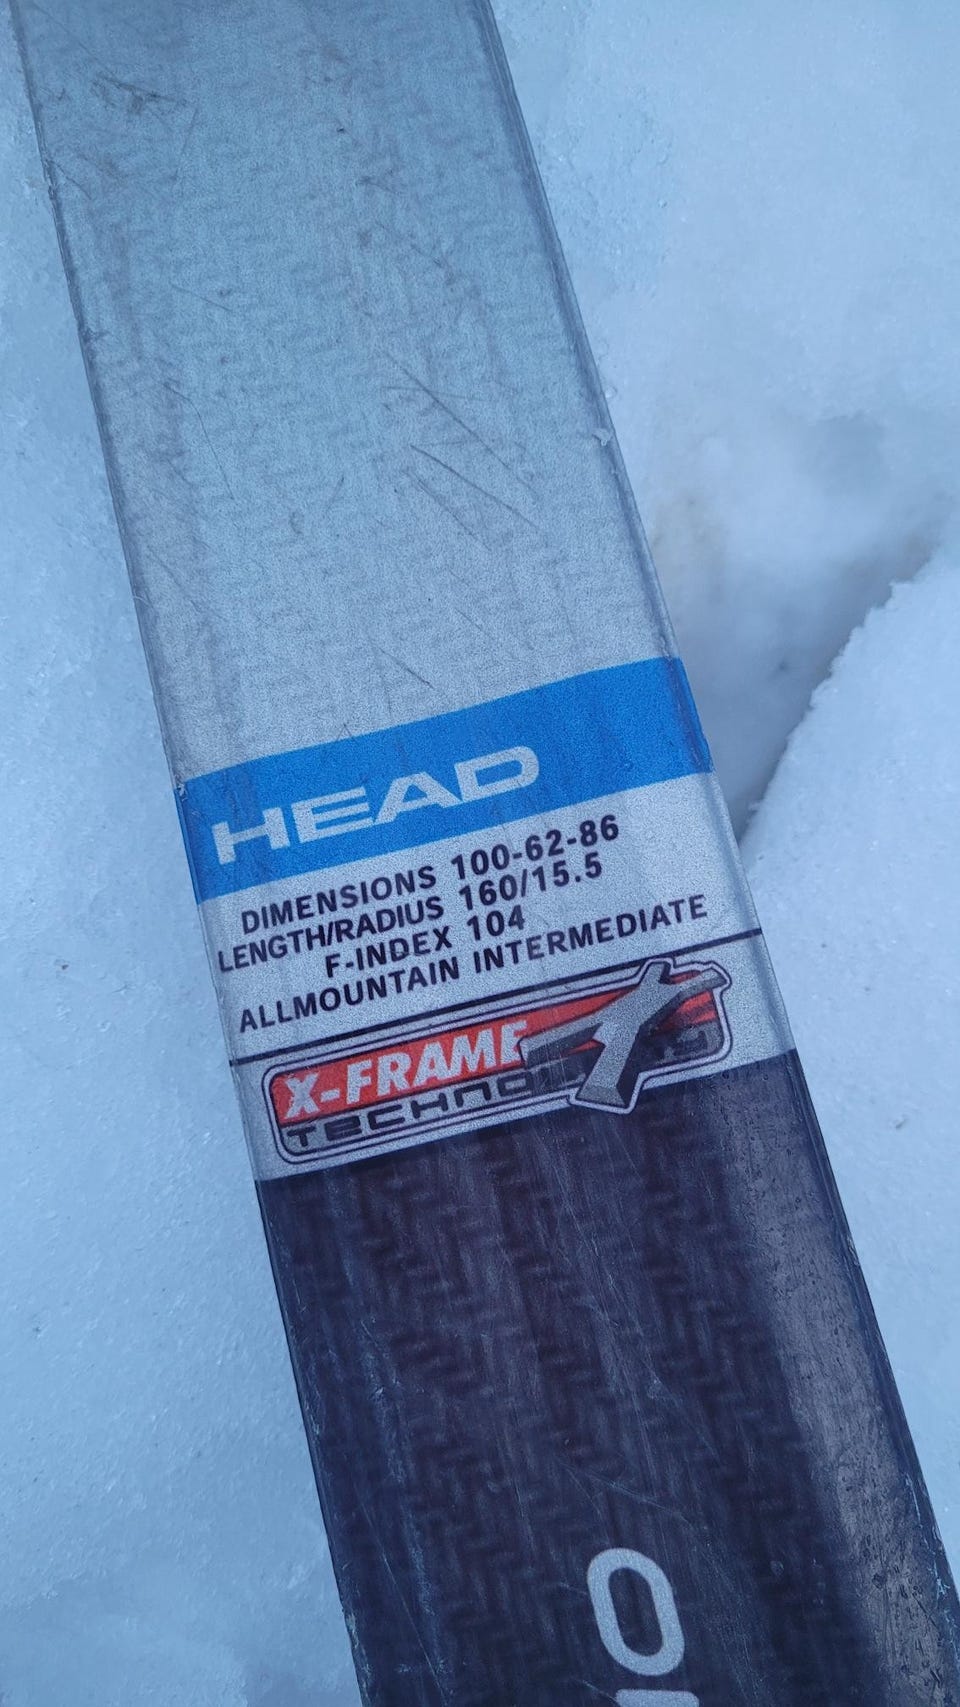 HEAD
DIMENSIONS 100-62-86
LENGTH/RADIUS 160/15.5
F-INDEX 104
ALLMOUNTAIN INTERMEDIATE
X-FRAME